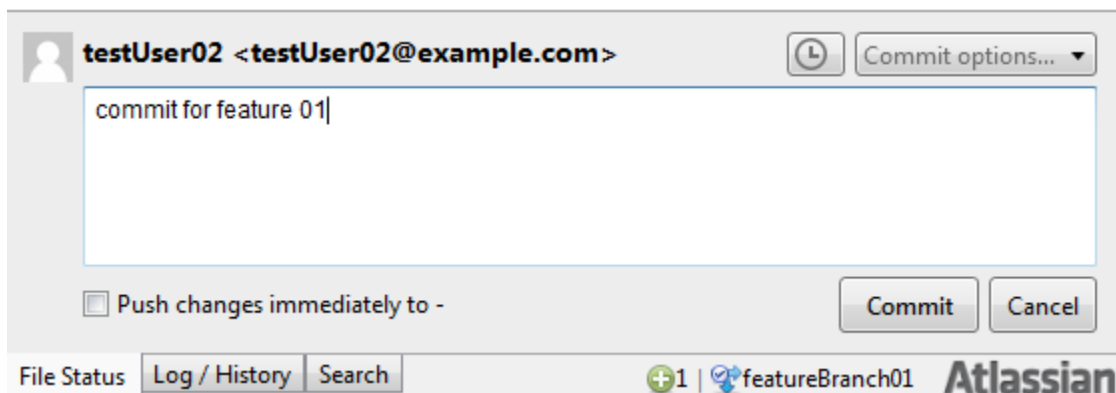 testUser02 <testUser02@example.com>
Commit options...
commit for feature 01
Push changes immediately to -
Commit
Cancel
File Status
Log / History
Search
1
featureBranch01
Atlassian